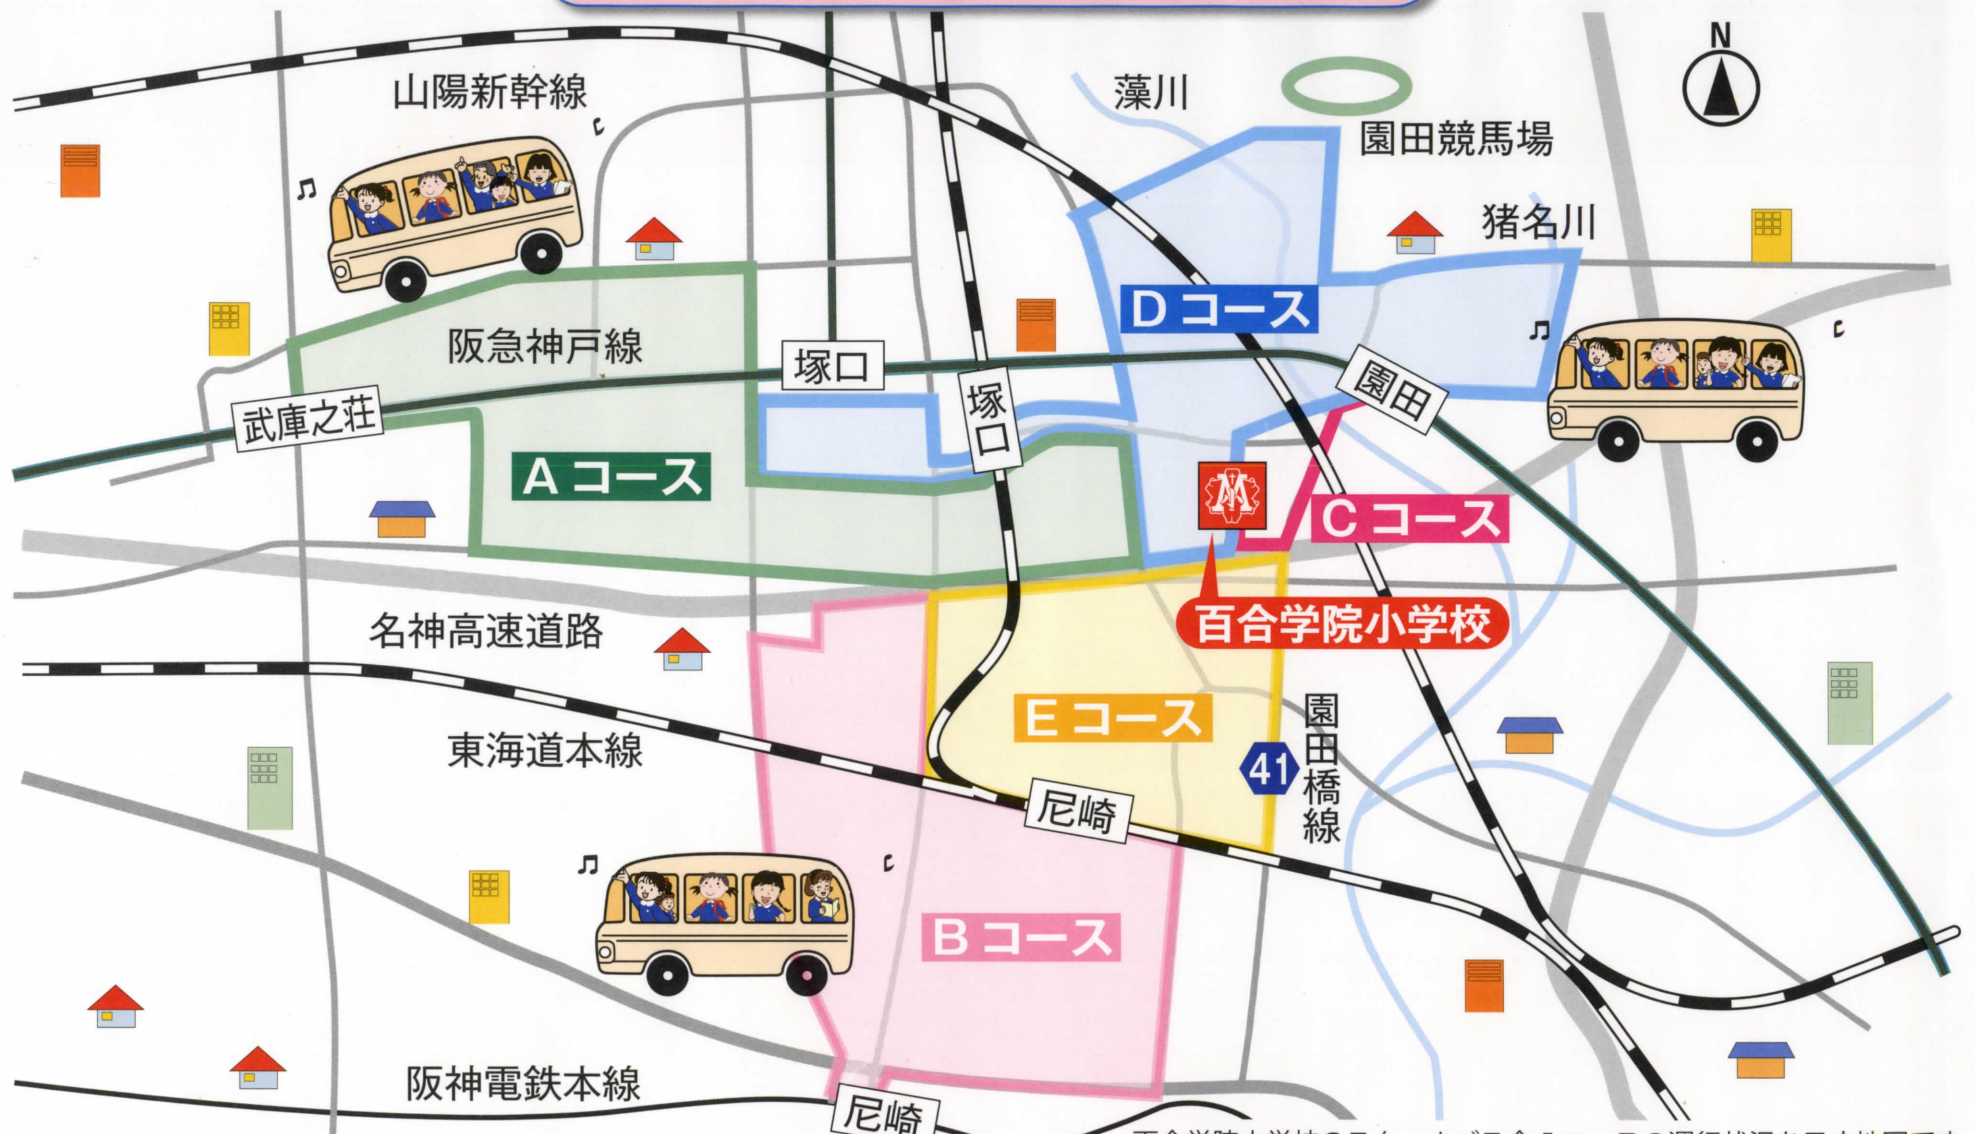 N
山陽新幹線
藻川
園田競馬場
猪名川
Dコース
阪急神戸線
塚口
園田
武庫之荘
塚口
Aコース
Cコース
百合学院小学校
名神高速道路
Eコース
園田橋線
41
東海道本線
尼崎
Bコース
阪神電鉄本線
尼崎